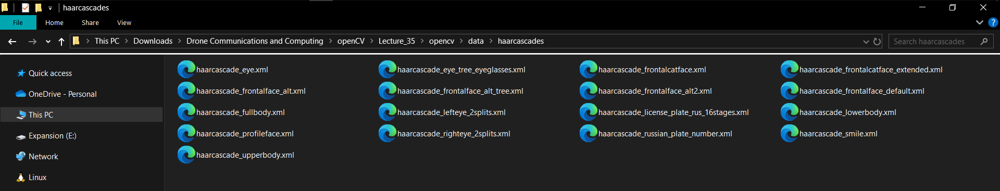 haarcascades
File Home Share View
This PC Downloads Drone Communications and Computing openCV Lecture_35 opencv data haarcascades Search haarcascades
Quick access
OneDrive - Personal
This PC
Expansion (E:)
Network
Linux
haarcascade_eye.xml haarcascade_eye_tree_eyeglasses.xml haarcascade_frontalcatface.xml haarcascade_frontalcatface_extended.xml
haarcascade_frontalface_alt.xml haarcascade_frontalface_alt_tree.xml haarcascade_frontalface_alt2.xml haarcascade_frontalface_default.xml
haarcascade_fullbody.xml haarcascade_lefteye_2splits.xml haarcascade_license_plate_rus_16stages.xml haarcascade_lowerbody.xml
haarcascade_profileface.xml haarcascade_righteye_2splits.xml haarcascade_russian_plate_number.xml haarcascade_smile.xml
haarcascade_upperbody.xml